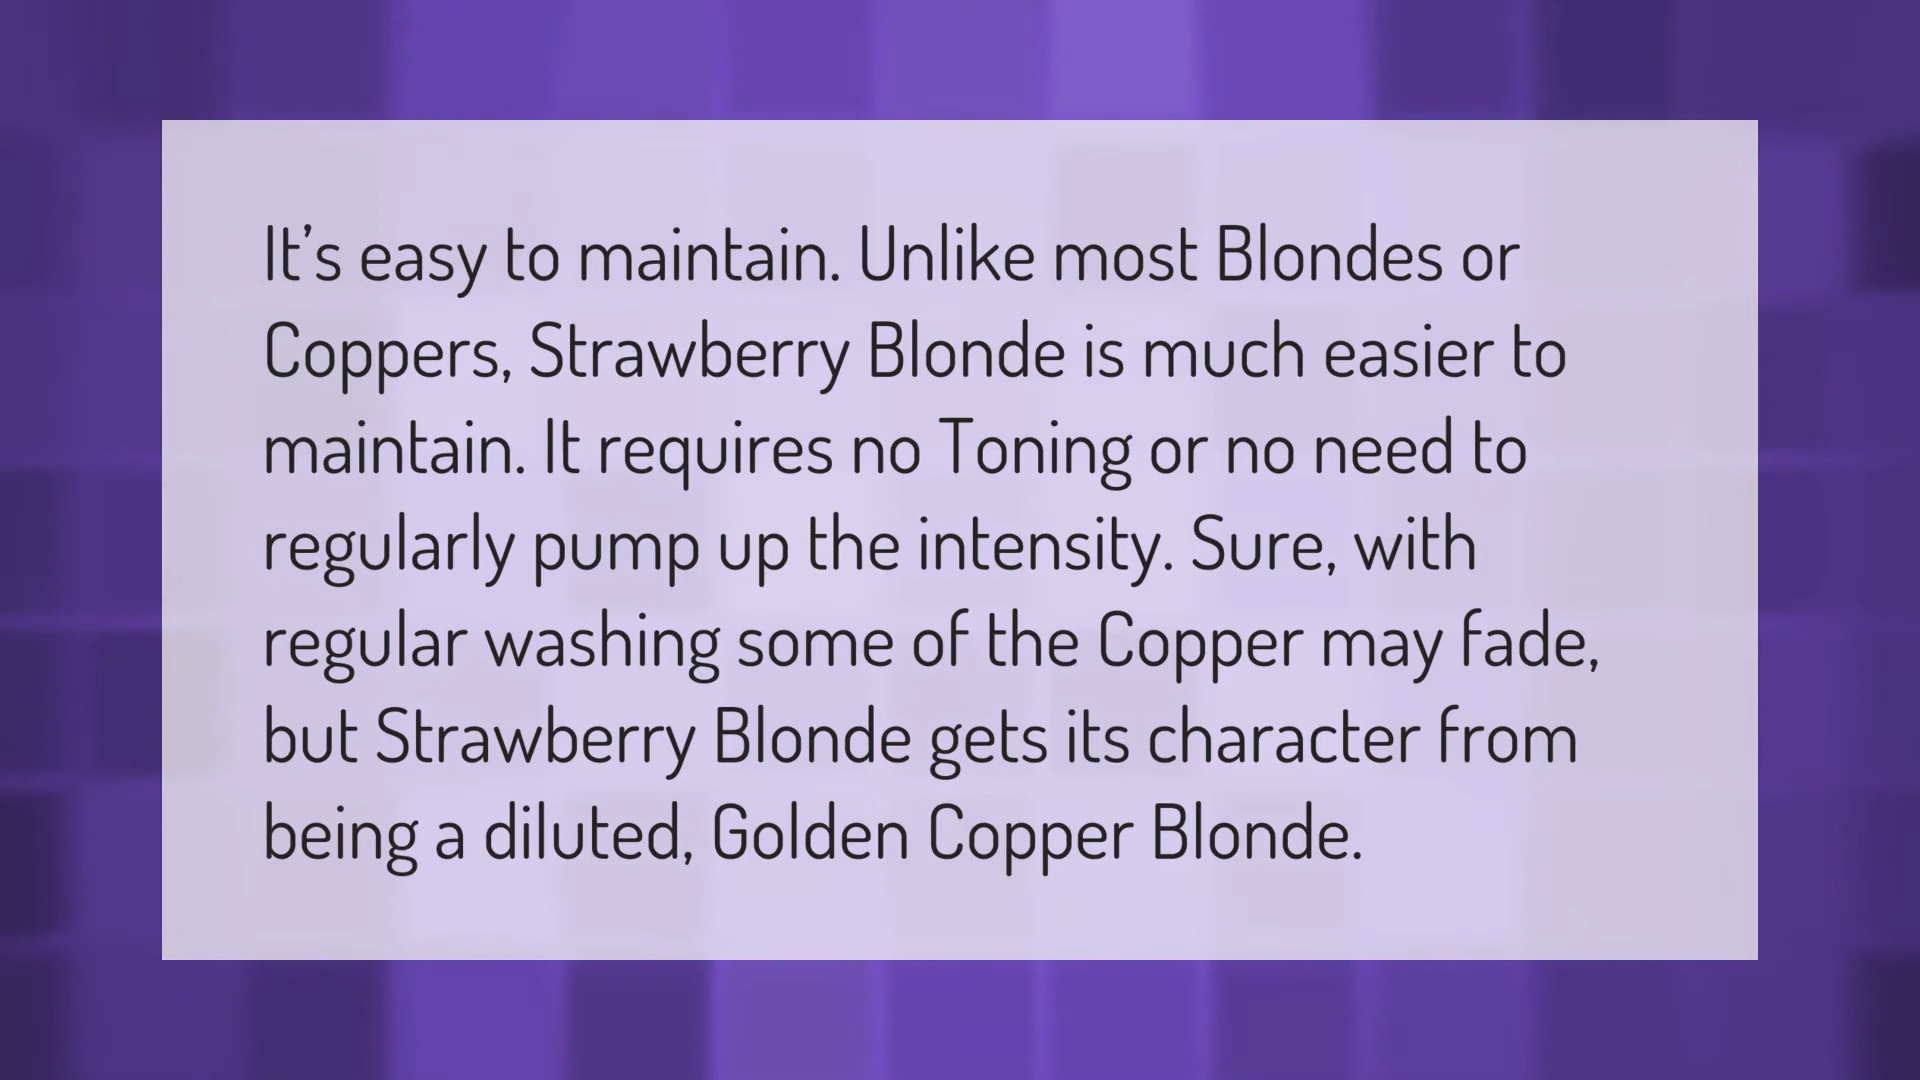 It’s easy to maintain. Unlike most Blondes or
Coppers, Strawberry Blonde is much easier to
maintain. It requires no Toning or no need to
regularly pump up the intensity. Sure, with
regular washing some of the Copper may fade,
but Strawberry Blonde gets its character from
being a diluted, Golden Copper Blonde.